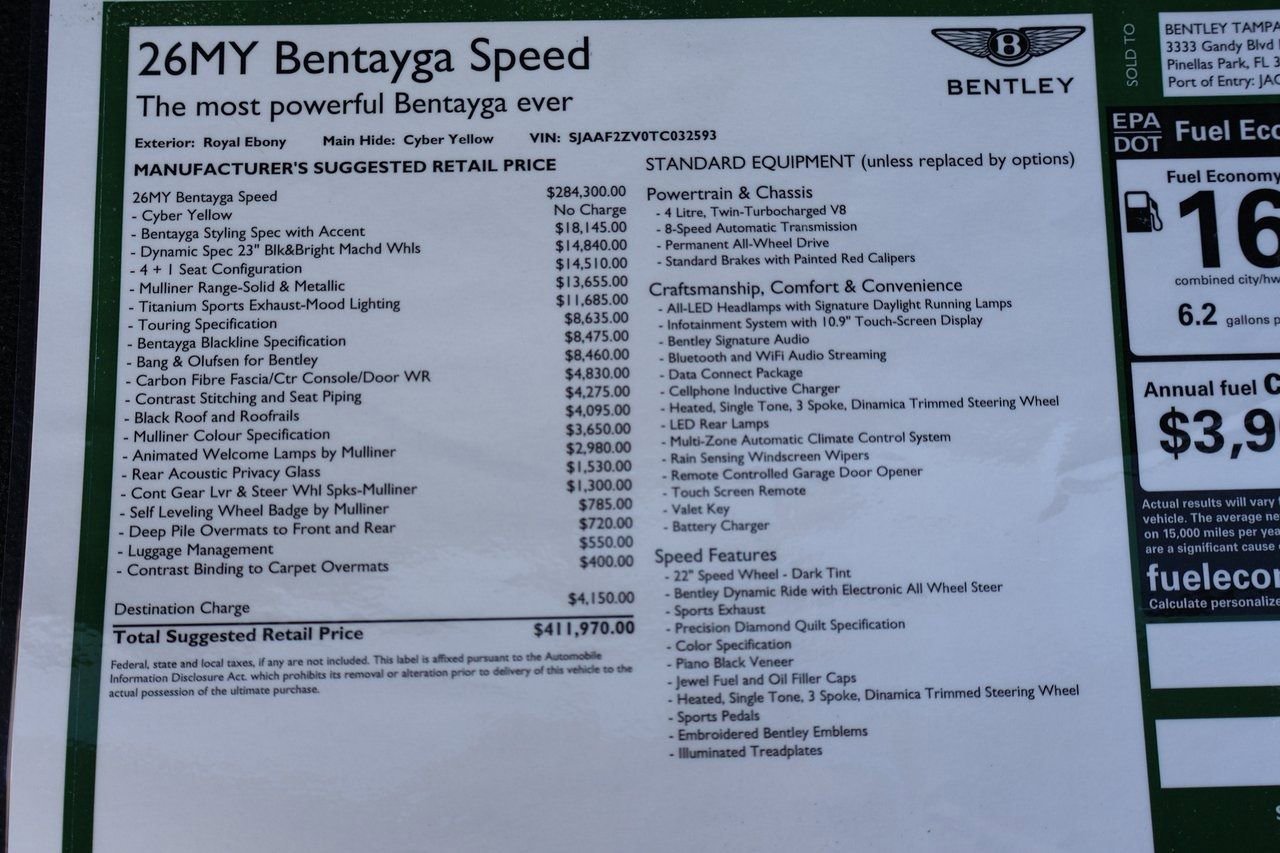 26MY Bentayga Speed
The most powerful Bentayga ever
Exterior: Royal Ebony Main Hide: Cyber Yellow VIN: SJAAF2ZV0TC032593
MANUFACTURER'S SUGGESTED RETAIL PRICE
26MY Bentayga Speed $284,300.00
- Cyber Yellow No Charge
- Bentayga Styling Spec with Accent $18,145.00
- Dynamic Spec 23" Blk&Bright Machd Whls $14,840.00
- 4 + 1 Seat Configuration $14,510.00
- Mulliner Range-Solid & Metallic $13,655.00
- Titanium Sports Exhaust-Mood Lighting $11,685.00
- Touring Specification $8,635.00
- Bentayga Blackline Specification $8,475.00
- Bang & Olufsen for Bentley $8,460.00
- Carbon Fibre Fascia/Ctr Console/Door WR $4,830.00
- Contrast Stitching and Seat Piping $4,275.00
- Black Roof and Roofrails $4,095.00
- Mulliner Colour Specification $3,650.00
- Animated Welcome Lamps by Mulliner $2,980.00
- Rear Acoustic Privacy Glass $1,530.00
- Cont Gear Lvr & Steer Whl Spks-Mulliner $1,300.00
- Self Leveling Wheel Badge by Mulliner $785.00
- Deep Pile Overmats to Front and Rear $720.00
- Luggage Management $550.00
- Contrast Binding to Carpet Overmats $400.00
Destination Charge $4,150.00
Total Suggested Retail Price $411,970.00
Federal, state and local taxes, if any are not included. This label is affixed pursuant to the Automobile
Information Disclosure Act. which prohibits its removal or alteration prior to delivery of this vehicle to the
actual possession of the ultimate purchase.
B
BENTLEY
STANDARD EQUIPMENT (unless replaced by options)
Powertrain & Chassis
- 4 Litre, Twin-Turbocharged V8
- 8-Speed Automatic Transmission
- Permanent All-Wheel Drive
- Standard Brakes with Painted Red Calipers
Craftsmanship, Comfort & Convenience
- All-LED Headlamps with Signature Daylight Running Lamps
- Infotainment System with 10.9" Touch-Screen Display
- Bentley Signature Audio
- Bluetooth and WiFi Audio Streaming
- Data Connect Package
- Cellphone Inductive Charger
- Heated, Single Tone, 3 Spoke, Dinamica Trimmed Steering Wheel
- LED Rear Lamps
- Multi-Zone Automatic Climate Control System
- Rain Sensing Windscreen Wipers
- Remote Controlled Garage Door Opener
- Touch Screen Remote
- Valet Key
- Battery Charger
Speed Features
- 22" Speed Wheel - Dark Tint
- Bentley Dynamic Ride with Electronic All Wheel Steer
- Sports Exhaust
- Precision Diamond Quilt Specification
- Color Specification
- Piano Black Veneer
- Jewel Fuel and Oil Filler Caps
- Heated, Single Tone, 3 Spoke, Dinamica Trimmed Steering Wheel
- Sports Pedals
- Embroidered Bentley Emblems
- Illuminated Treadplates
SOLD TO
BENTLEY TAMPA
3333 Gandy Blvd
Pinellas Park, FL 3
Port of Entry: JAC
EPA
DOT
Fuel Eco
Fuel Economy
16
combined city/hw
6.2 gallons p
Annual fuel c
$3,9
Actual results will vary
vehicle. The average ne
on 15,000 miles per yea
are a significant cause
fuelecon
Calculate personalize